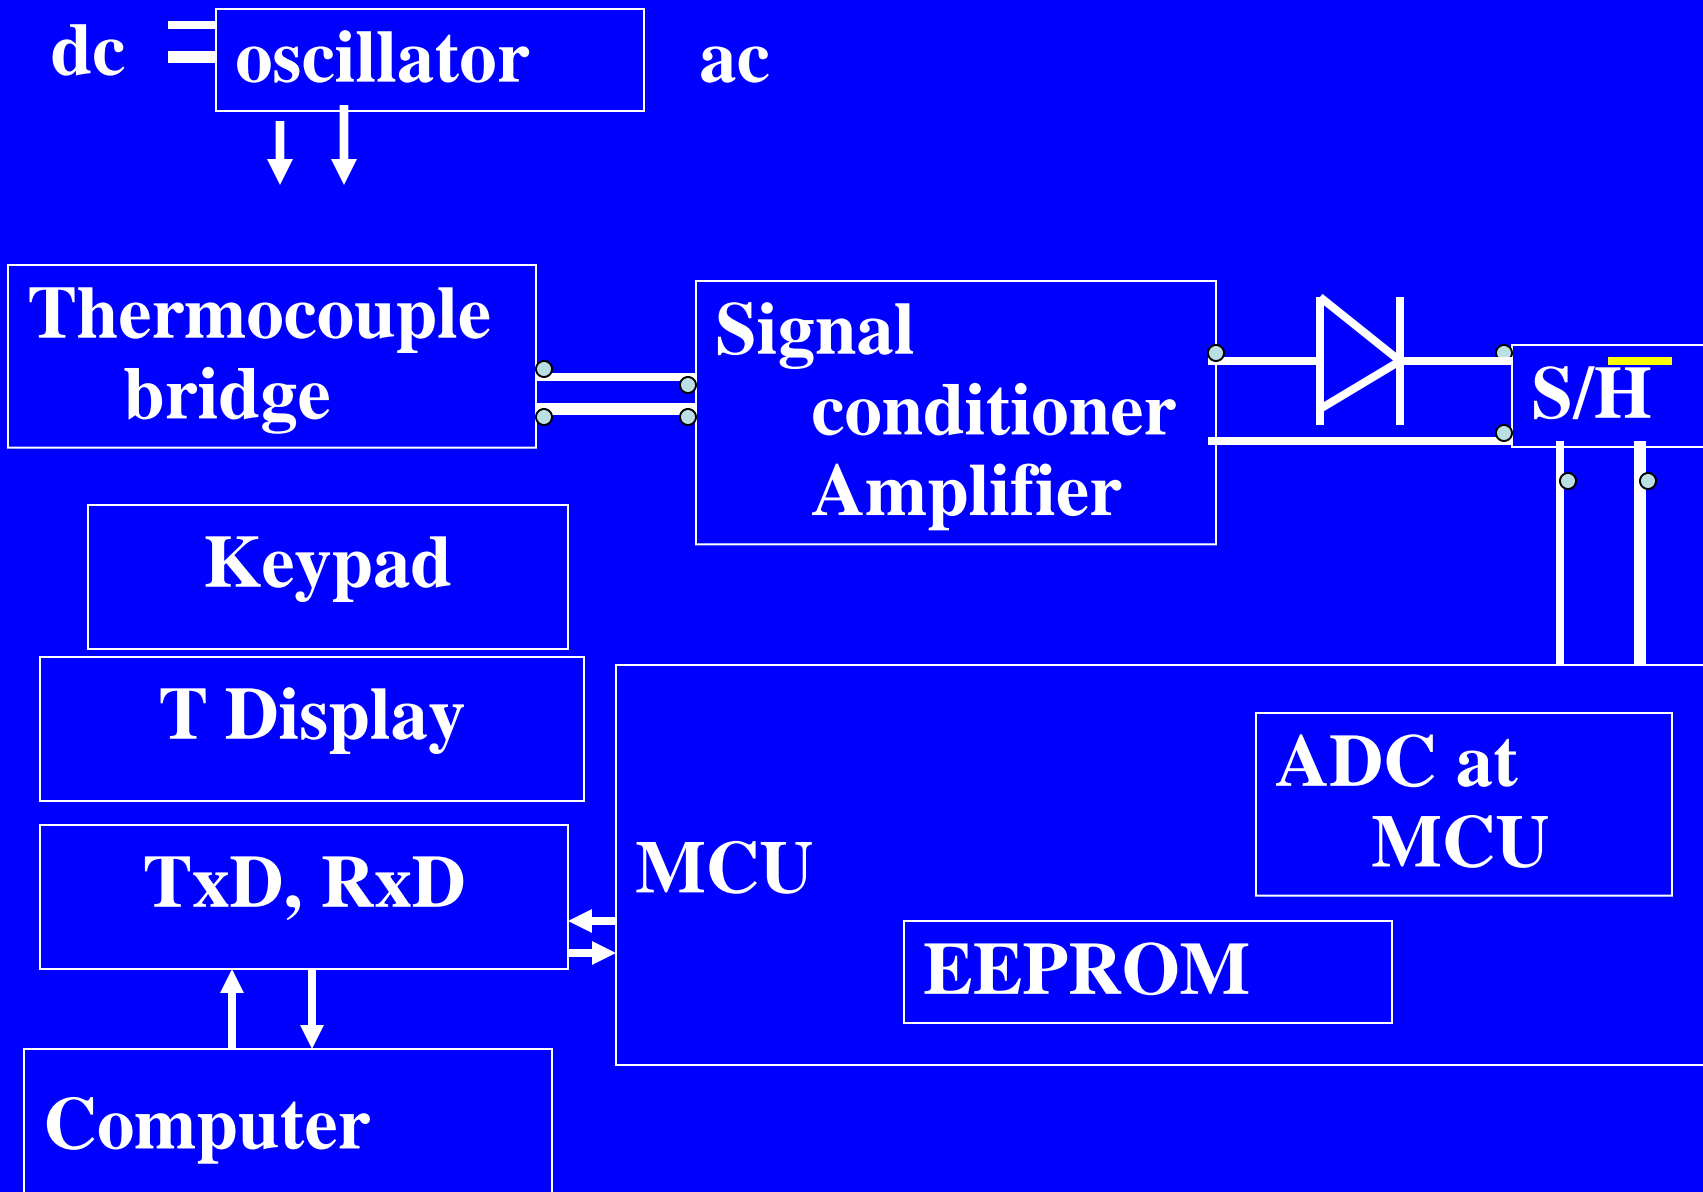 dc
oscillator
ac
Thermocouple
bridge
Signal
conditioner
Amplifier
S/H
Keypad
T Display
ADC at
MCU
TxD, RxD
MCU
EEPROM
Computer